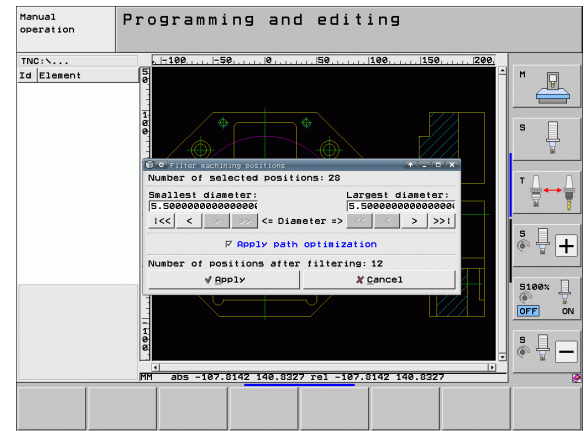 Manual
operation
Programming and editing
TNC:\...
Id Element
-100 -50 0 50 100 150 200
Filter machining positions
Number of selected positions: 28
Smallest diameter: Largest diameter:
5.5000000000000000 5.5000000000000000
|<< < > >> <= Diameter => << < > >>|
Apply path optimization
Number of positions after filtering: 12
Apply Cancel
MM abs -107.8142 140.8327 rel -107.8142 140.8327
M
S
T
S
S100%
OFF ON
S